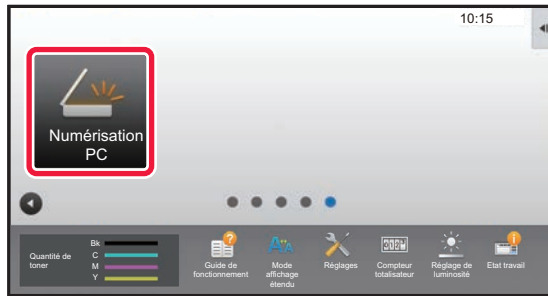 10:15
Numérisation
PC
Quantité de
toner
Bk
C
M
Y
Guide de
fonctionnement
Mode
affichage
étendu
Réglages
Compteur
totalisateur
Réglage de
luminosité
Etat travail